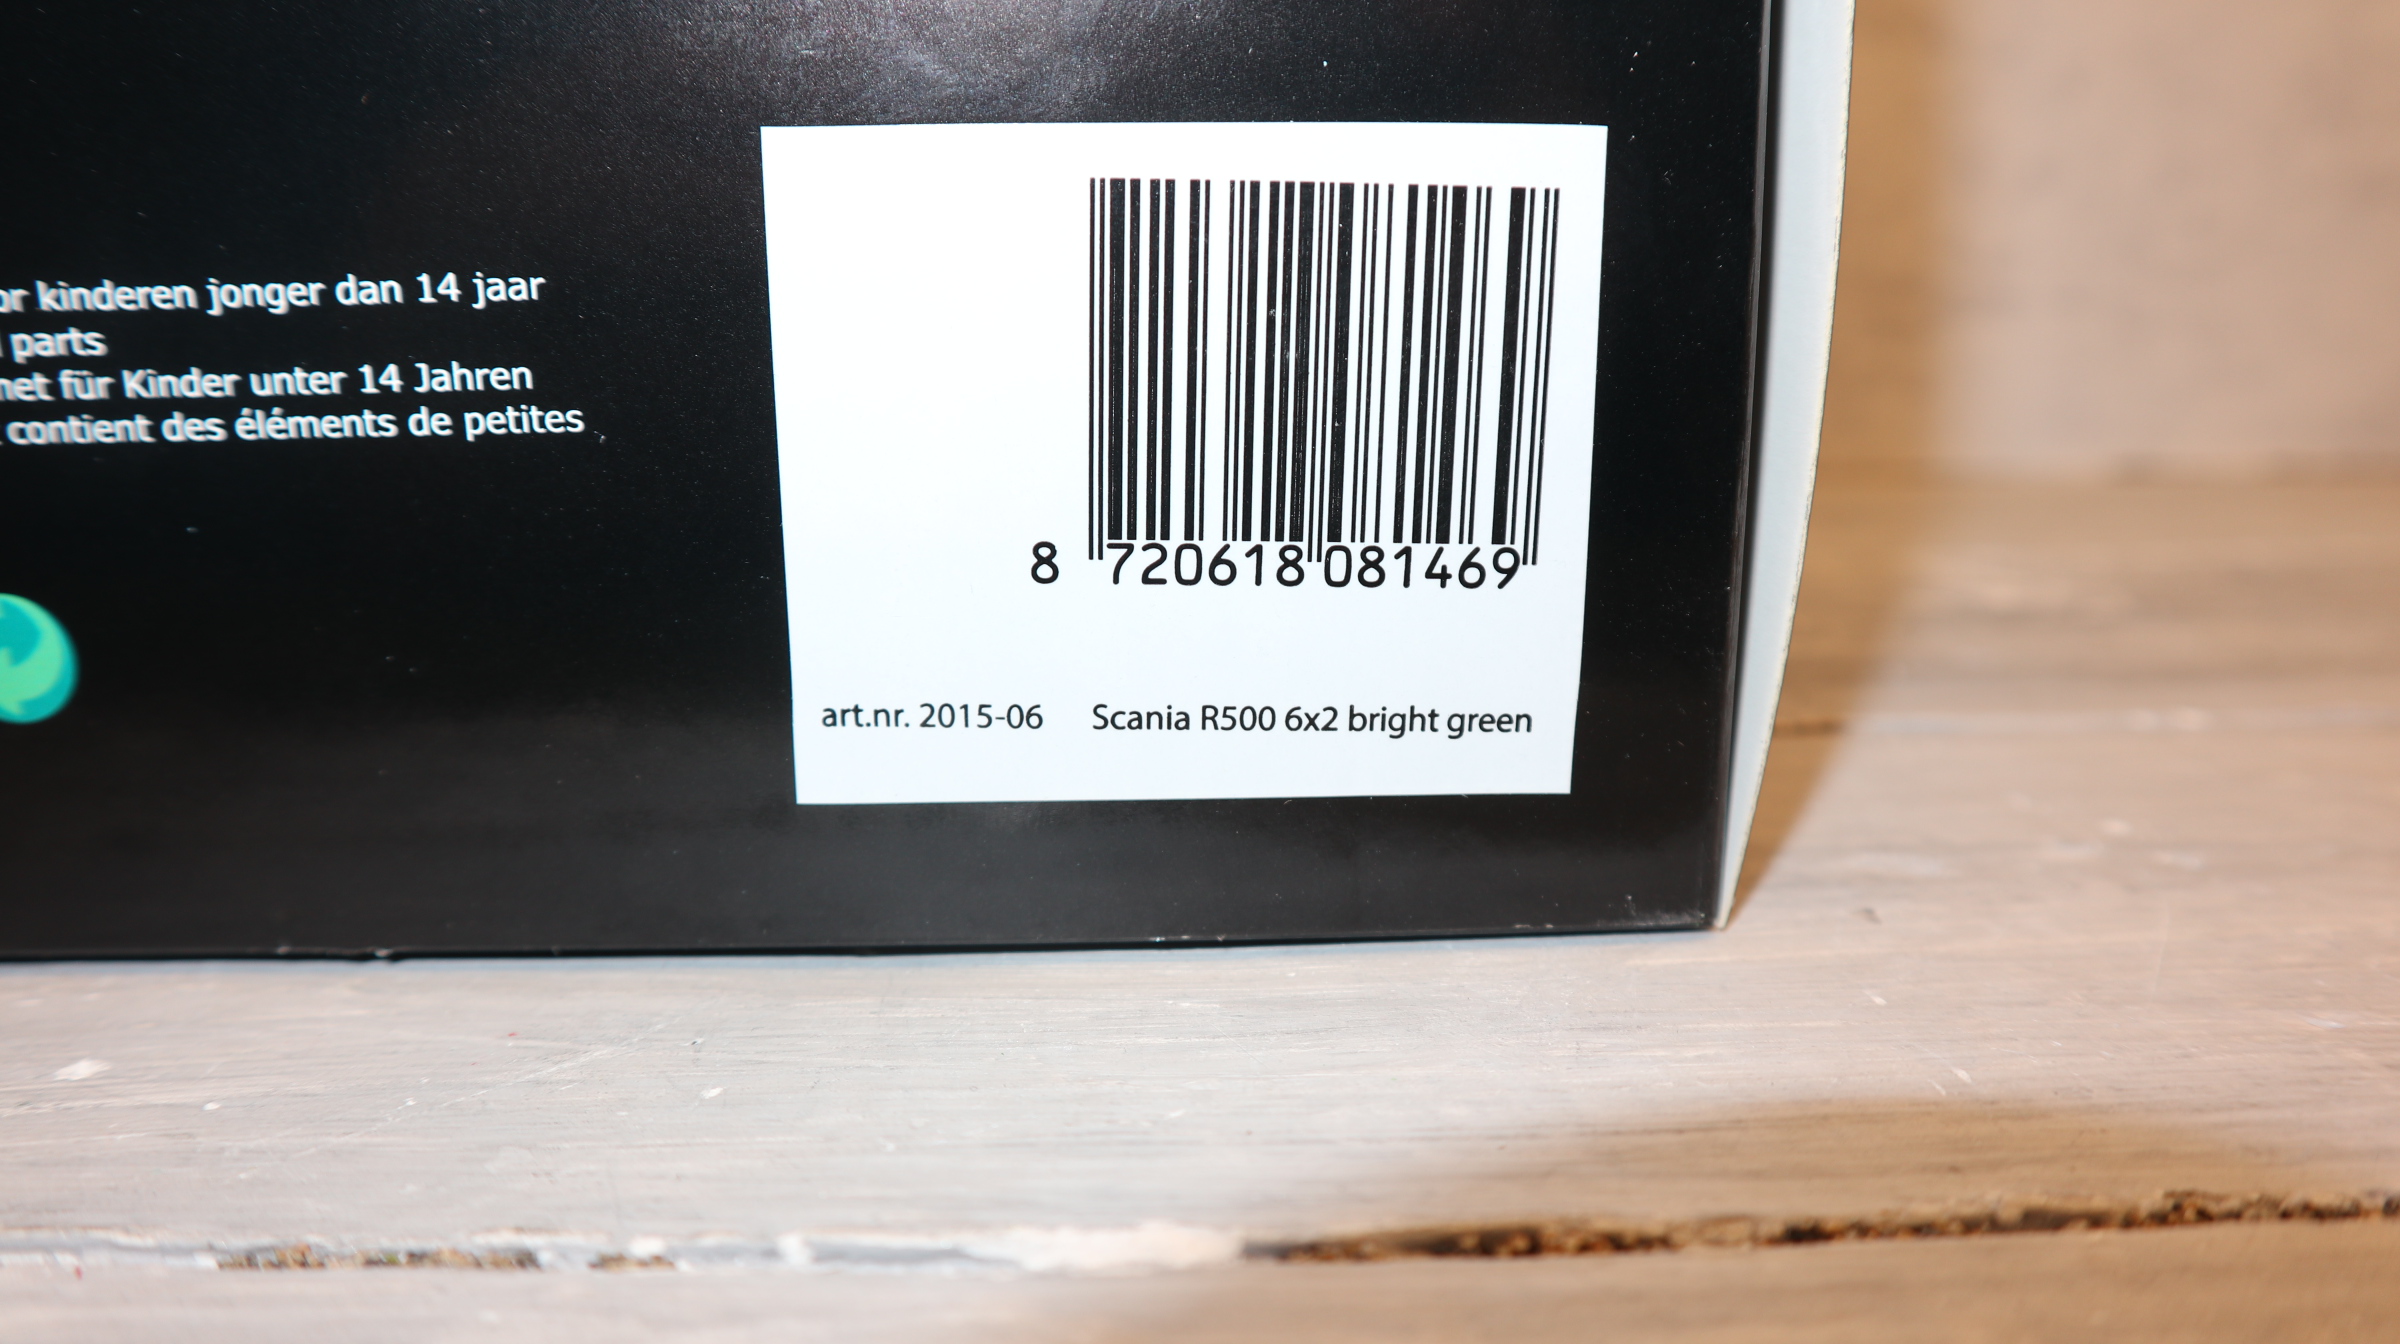 kinderen jonger dan 14 jaar
parts
für Kinder unter 14 Jahren
contient des éléments de petites
8 720618 081469
art.nr. 2015-06 Scania R500 6x2 bright green